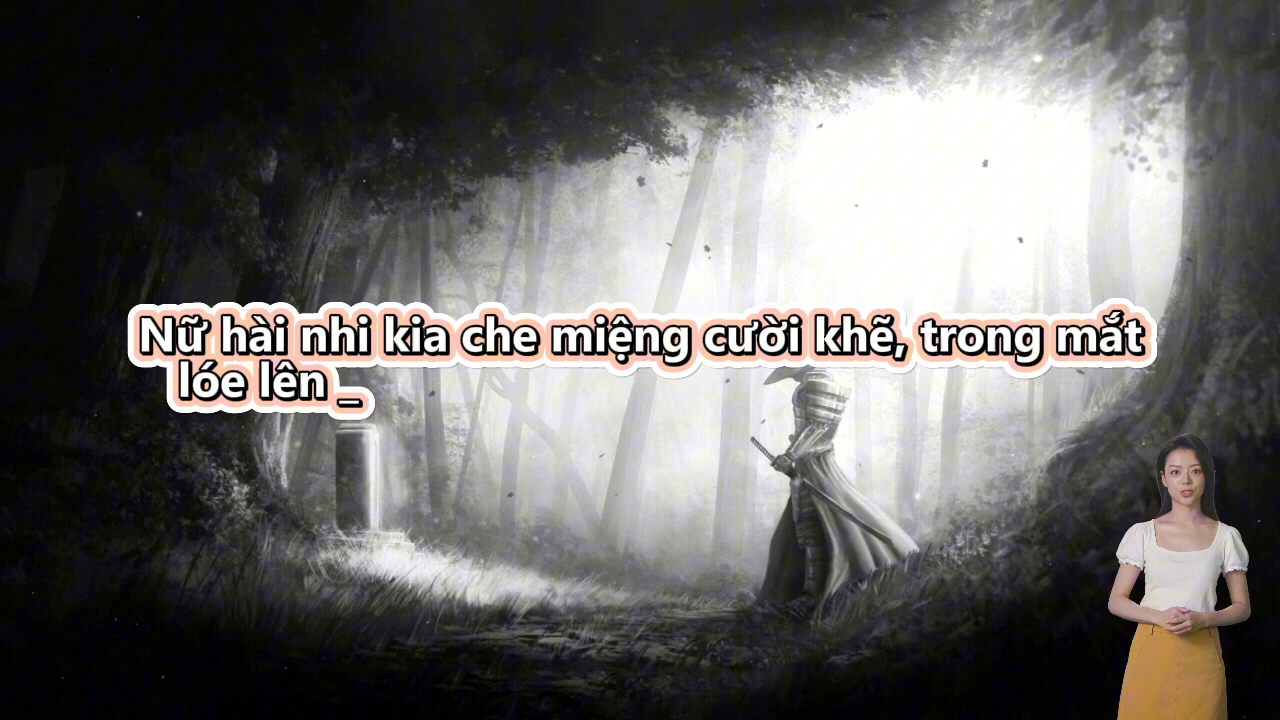 Nữ hài nhi kia che miệng cười khẽ, trong mắt
lóe lên _